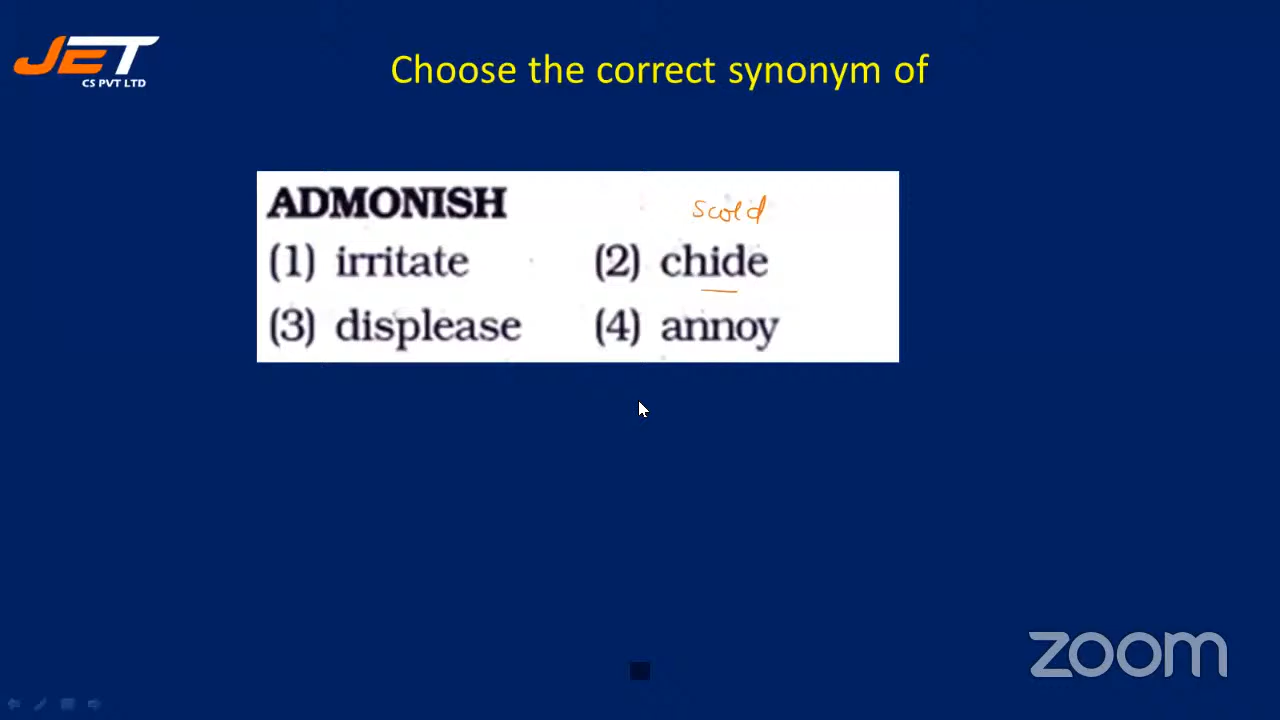 JET
CS PVT LTD
Choose the correct synonym of
ADMONISH
scold
(1) irritate (2) chide
(3) displease (4) annoy
zoom